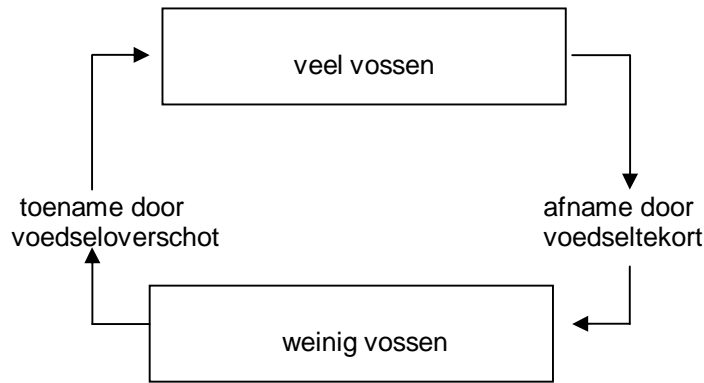 veel vossen
toename door
voedseloverschot
afname door
voedseltekort
weinig vossen